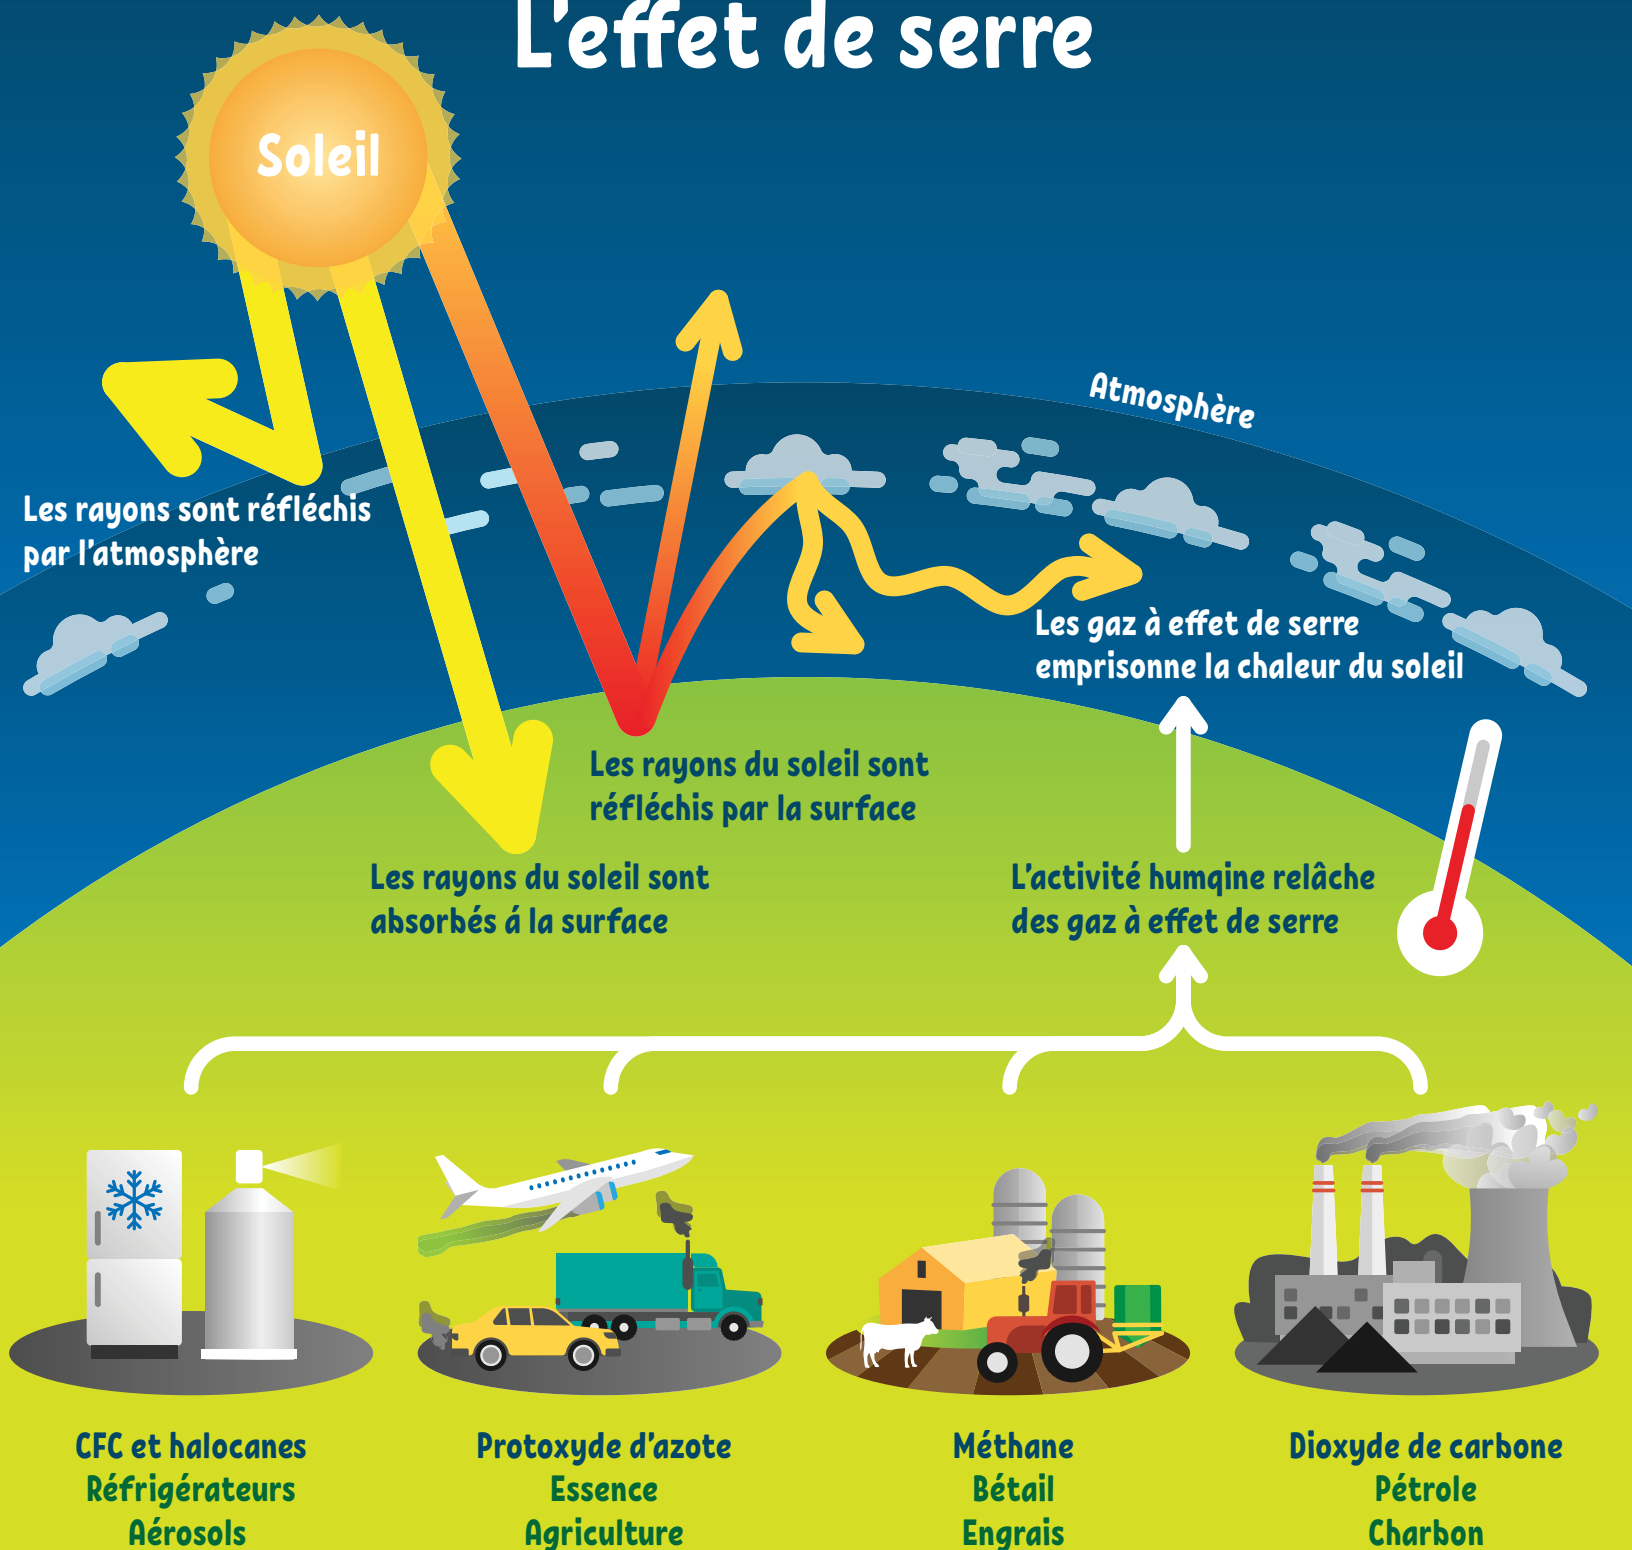 L'effet de serre
Soleil
Atmosphère
Les rayons sont réfléchis
par l'atmosphère
Les gaz à effet de serre
emprisonne la chaleur du soleil
Les rayons du soleil sont
réfléchis par la surface
Les rayons du soleil sont
absorbés á la surface
L'activité humqine relâche
des gaz à effet de serre
CFC et halocanes
Réfrigérateurs
Aérosols
Protoxyde d'azote
Essence
Agriculture
Méthane
Bétail
Engrais
Dioxyde de carbone
Pétrole
Charbon